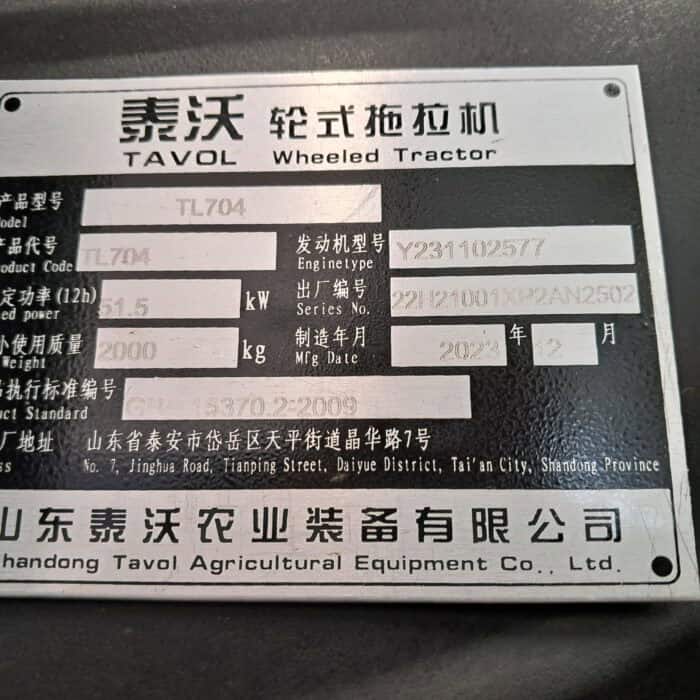 泰沃 轮式拖拉机
TAVOL Wheeled Tractor
产品型号 TL704
odel
产品代号 TL704 发动机型号 Y231102577
oduct Code Enginetype
定功率(12h) 51.5 kW 出厂编号 22H21001XP2AN2502
ed power Series No.
小使用质量 2000 kg 制造年月 2023 年 12 月
Weight Mfg Date
执行标准编号 15370.2-2009
uct Standard
厂地址 山东省泰安市岱岳区天平街道晶华路7号
ss No. 7, Jinghua Road, Tianping Street, Daiyue District, Tai'an City, Shandong Province
山东泰沃农业装备有限公司
handong Tavol Agricultural Equipment Co., Ltd.